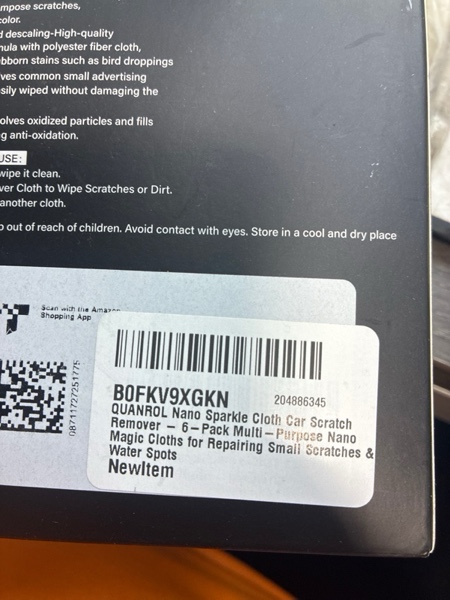 mpose scratches,
color.
d descaling-High-quality
nula with polyester fiber cloth,
bborn stains such as bird droppings
ves common small advertising
sily wiped without damaging the
olves oxidized particles and fills
g anti-oxidation.
USE:
wipe it clean.
ver Cloth to Wipe Scratches or Dirt.
another cloth.
p out of reach of children. Avoid contact with eyes. Store in a cool and dry place
Scan with the Amazon
Shopping App
08711727251775
B0FKV9XGKN 204886345
QUANROL Nano Sparkle Cloth Car Scratch
Remover - 6-Pack Multi-Purpose Nano
Magic Cloths for Repairing Small Scratches &
Water Spots
NewItem